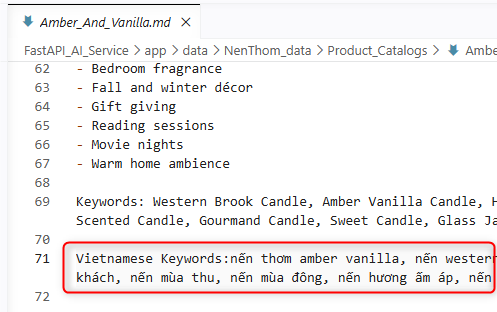 Amber_And_Vanilla.md
FastAPI_AI_Service > app > data > NenThom_data > Product_Catalogs > Ambe
62 - Bedroom fragrance
63 - Fall and winter décor
64 - Gift giving
65 - Reading sessions
66 - Movie nights
67 - Warm home ambience
68
69 Keywords: Western Brook Candle, Amber Vanilla Candle, H
Scented Candle, Gourmand Candle, Sweet Candle, Glass Ja
70
71 Vietnamese Keywords:nến thơm amber vanilla, nến western
khách, nến mùa thu, nến mùa đông, nến hương ấm áp, nến
72